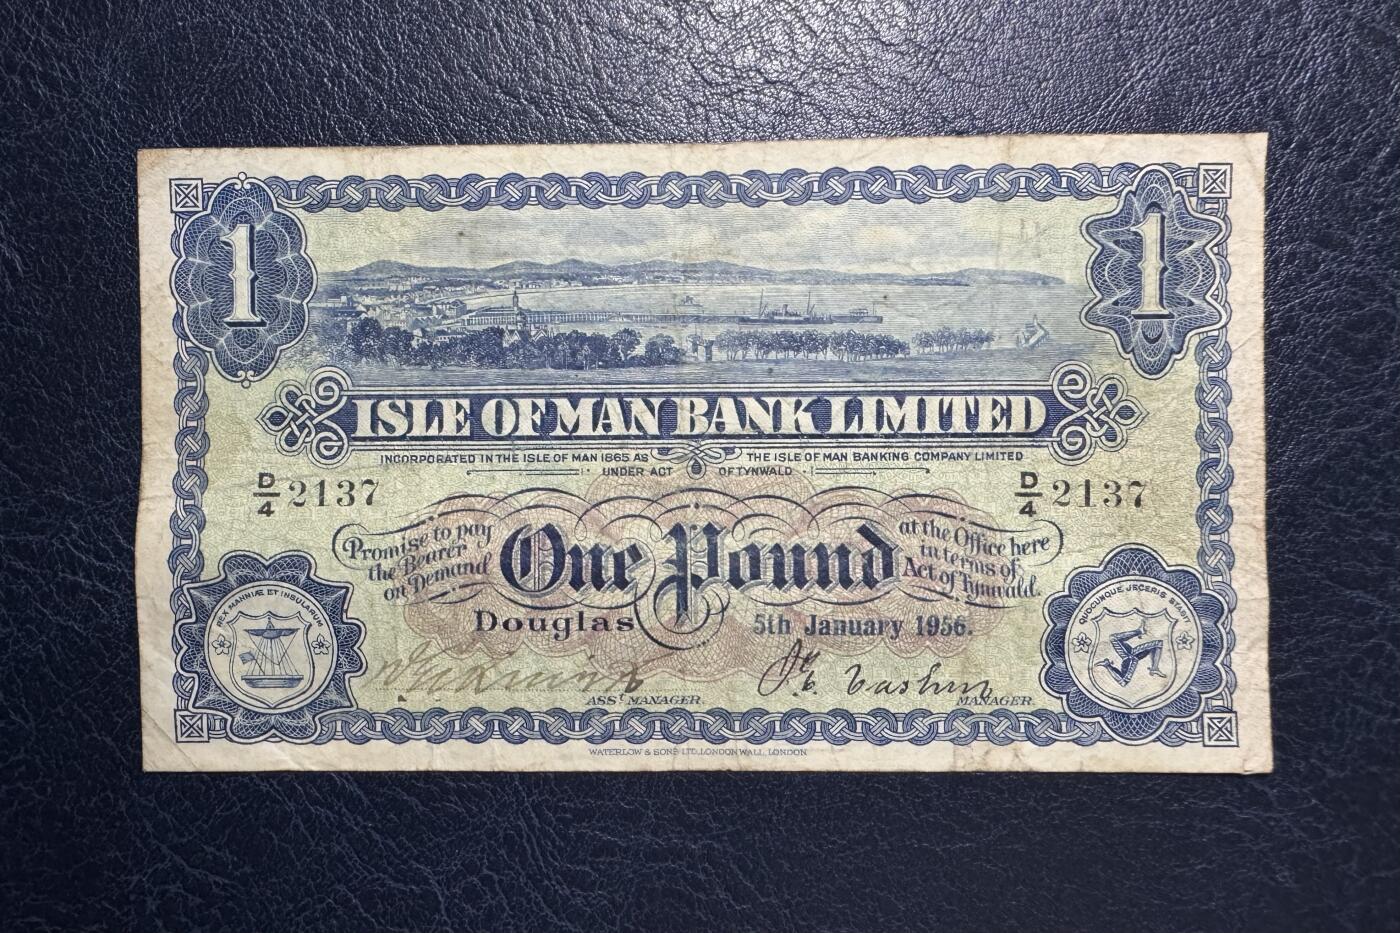 1 1
ISLE OF MAN BANK LIMITED
INCORPORATED IN THE ISLE OF MAN 1865 AS THE ISLE OF MAN BANKING COMPANY LIMITED
UNDER ACT OF TYNWALD
D/4 2137 D/4 2137
Promise to pay the Bearer on Demand
One Pound
at the Office here in terms of Act of Tynwald.
Douglas 5th January 1956.
REX MANNIÆ ET INSULARUM
QUOCUNQUE JECERIS STABIT
ASST. MANAGER. MANAGER.
WATERLOW & SONS LTD. LONDON WALL, LONDON